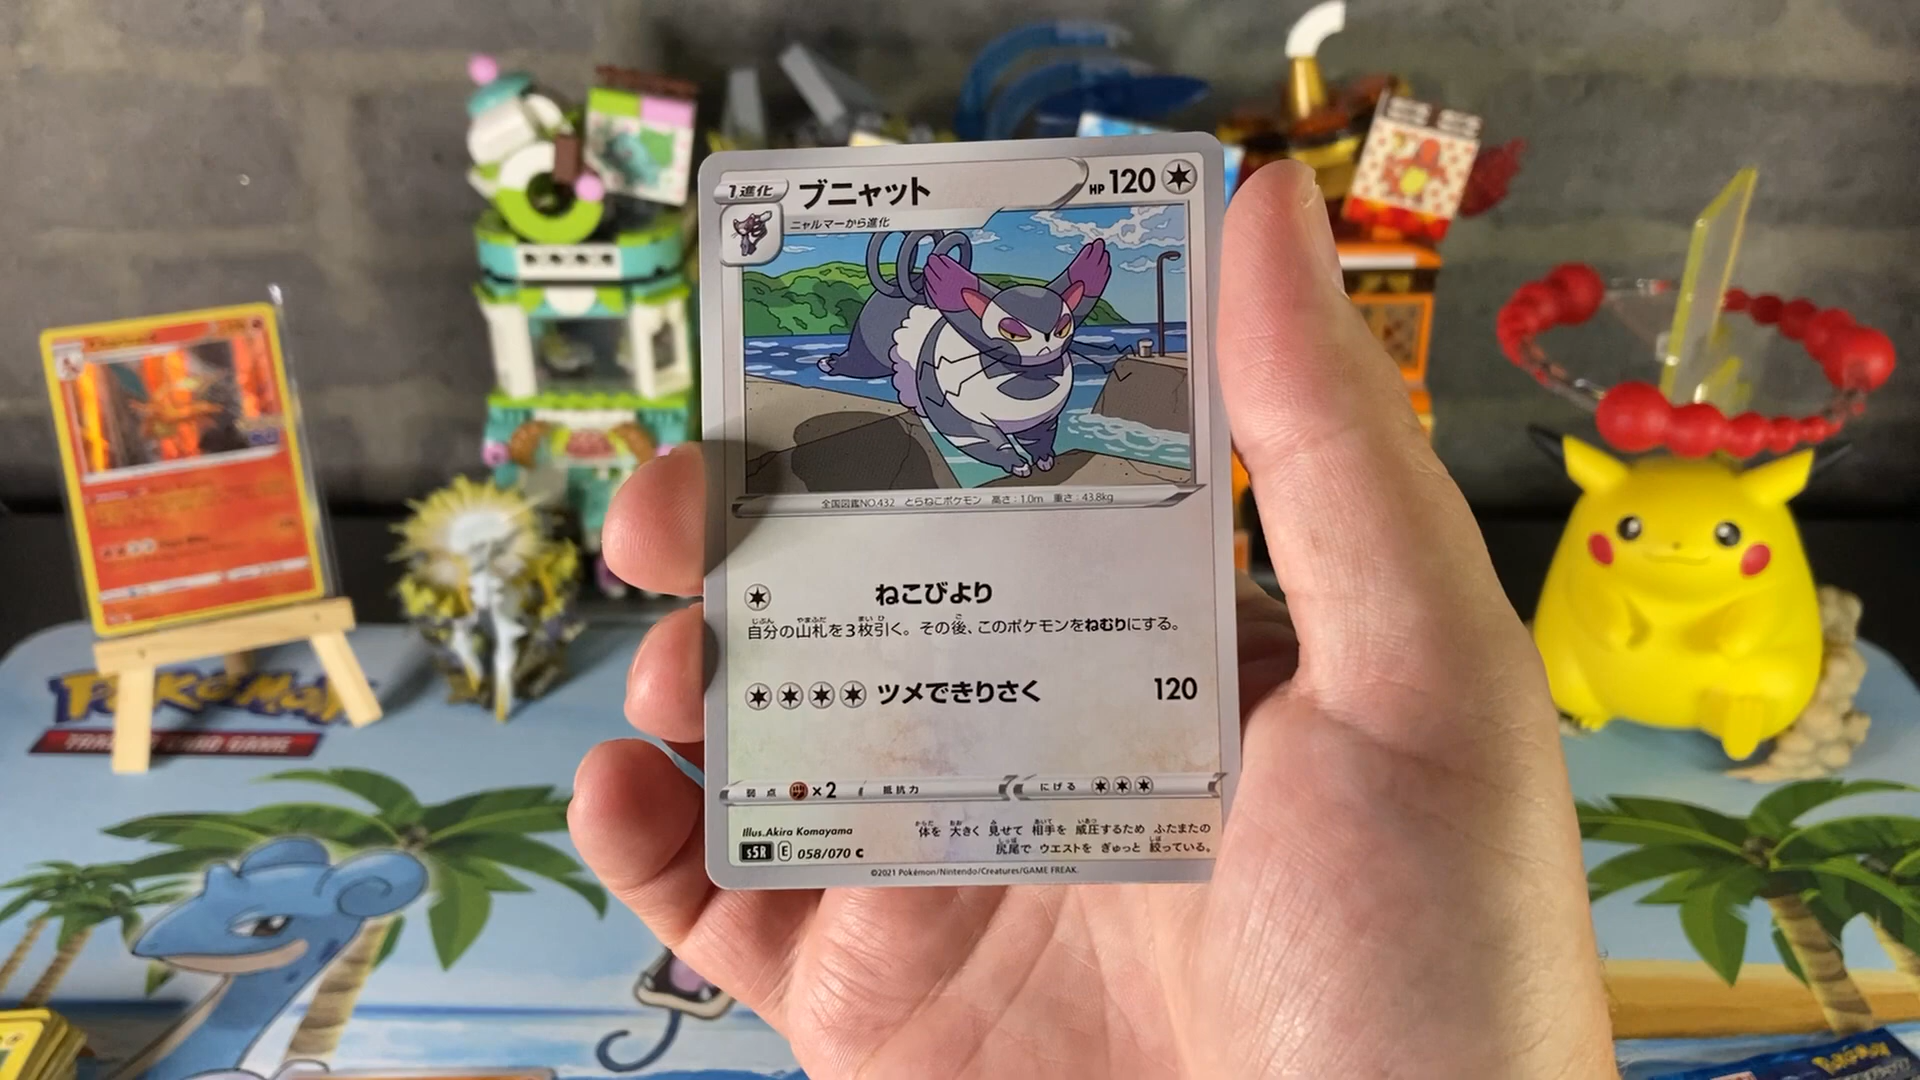 1進化 ブニャット HP 120
ニャルマーから進化
全国図鑑NO.432 とらねこポケモン 高さ：1.0m 重さ：43.8kg
ねこびより
自分の山札を3枚引く。その後、このポケモンをねむりにする。
ツメできりさく 120
弱点 ×2 抵抗力 にげる
Illus.Akira Komayama
体を 大きく 見せて 相手を 威圧するため ふたまたの
尻尾で ウエストを ぎゅっと 絞っている。
s5R E 058/070 C
©2021 Pokémon/Nintendo/Creatures/GAME FREAK.
POKéMON
TRADING CARD GAME